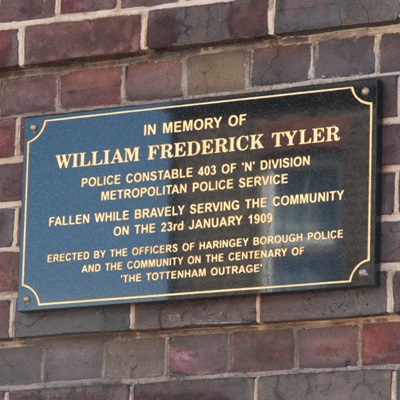 IN MEMORY OF
WILLIAM FREDERICK TYLER
POLICE CONSTABLE 403 OF 'N' DIVISION
METROPOLITAN POLICE SERVICE
FALLEN WHILE BRAVELY SERVING THE COMMUNITY
ON THE 23rd JANUARY 1909
ERECTED BY THE OFFICERS OF HARINGEY BOROUGH POLICE
AND THE COMMUNITY ON THE CENTENARY OF
'THE TOTTENHAM OUTRAGE'